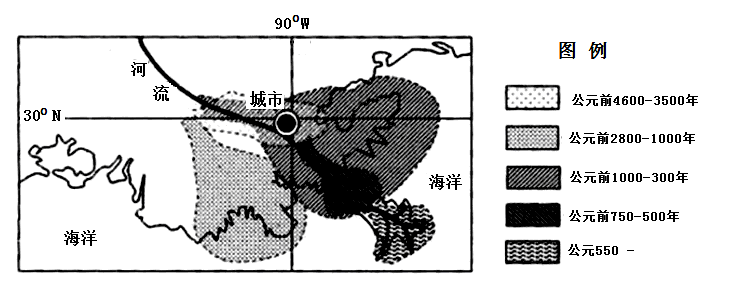 90°W
图 例
河
流
城市
30°N
海洋
海洋
公元前4600-3500年
公元前2800-1000年
公元前1000-300年
公元前750-500年
公元550 -